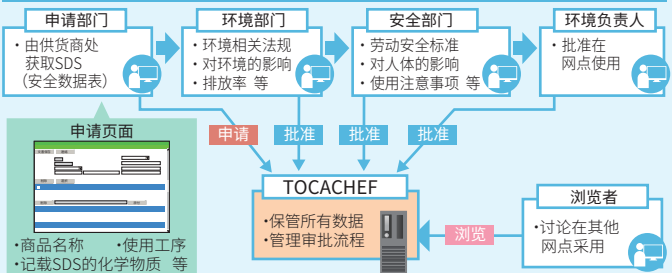 申请部门
・由供货商处
获取SDS
（安全数据表）
环境部门
・环境相关法规
・对环境的影响
・排放率 等
安全部门
・劳动安全标准
・对人体的影响
・使用注意事项 等
环境负责人
・批准在
网点使用
申请
批准
批准
批准
申请页面
・商品名称 ・使用工序
・记载SDS的化学物质 等
TOCACHEF
・保管所有数据
・管理审批流程
浏览
浏览者
・讨论在其他
网点采用